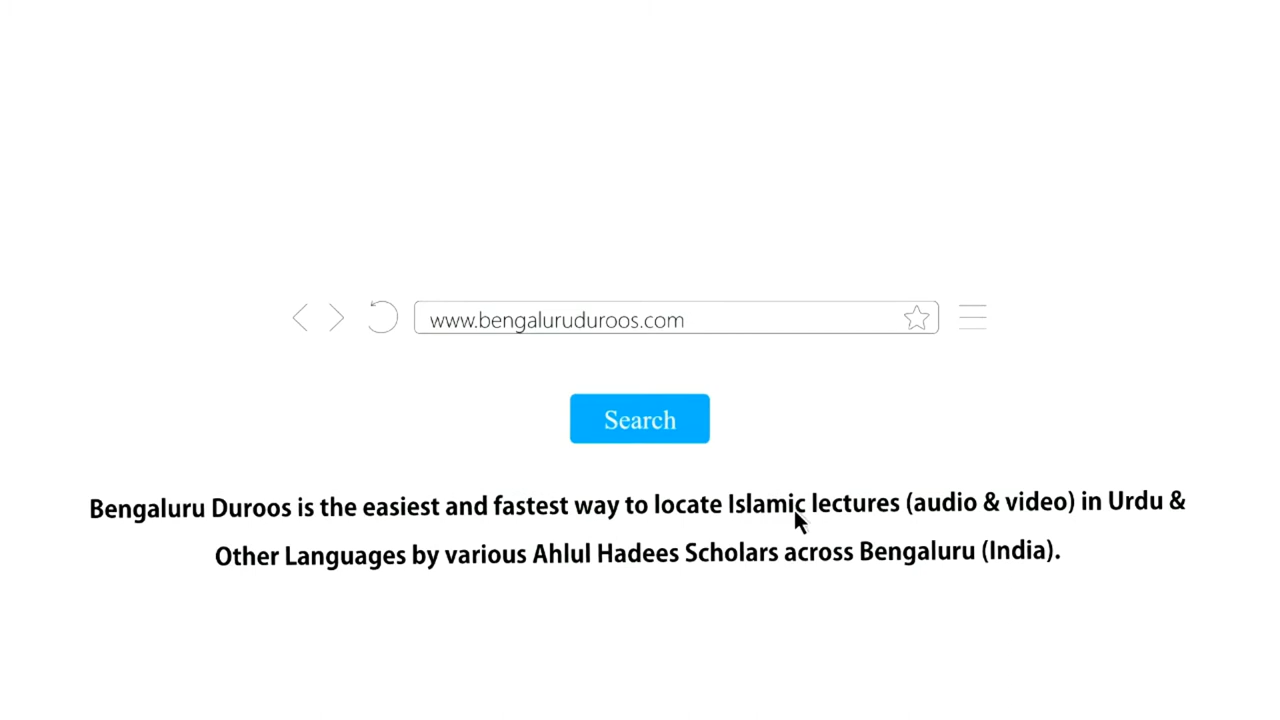 www.bengaluruduroos.com
Search
Bengaluru Duroos is the easiest and fastest way to locate Islamic lectures (audio & video) in Urdu &
Other Languages by various Ahlul Hadees Scholars across Bengaluru (India).